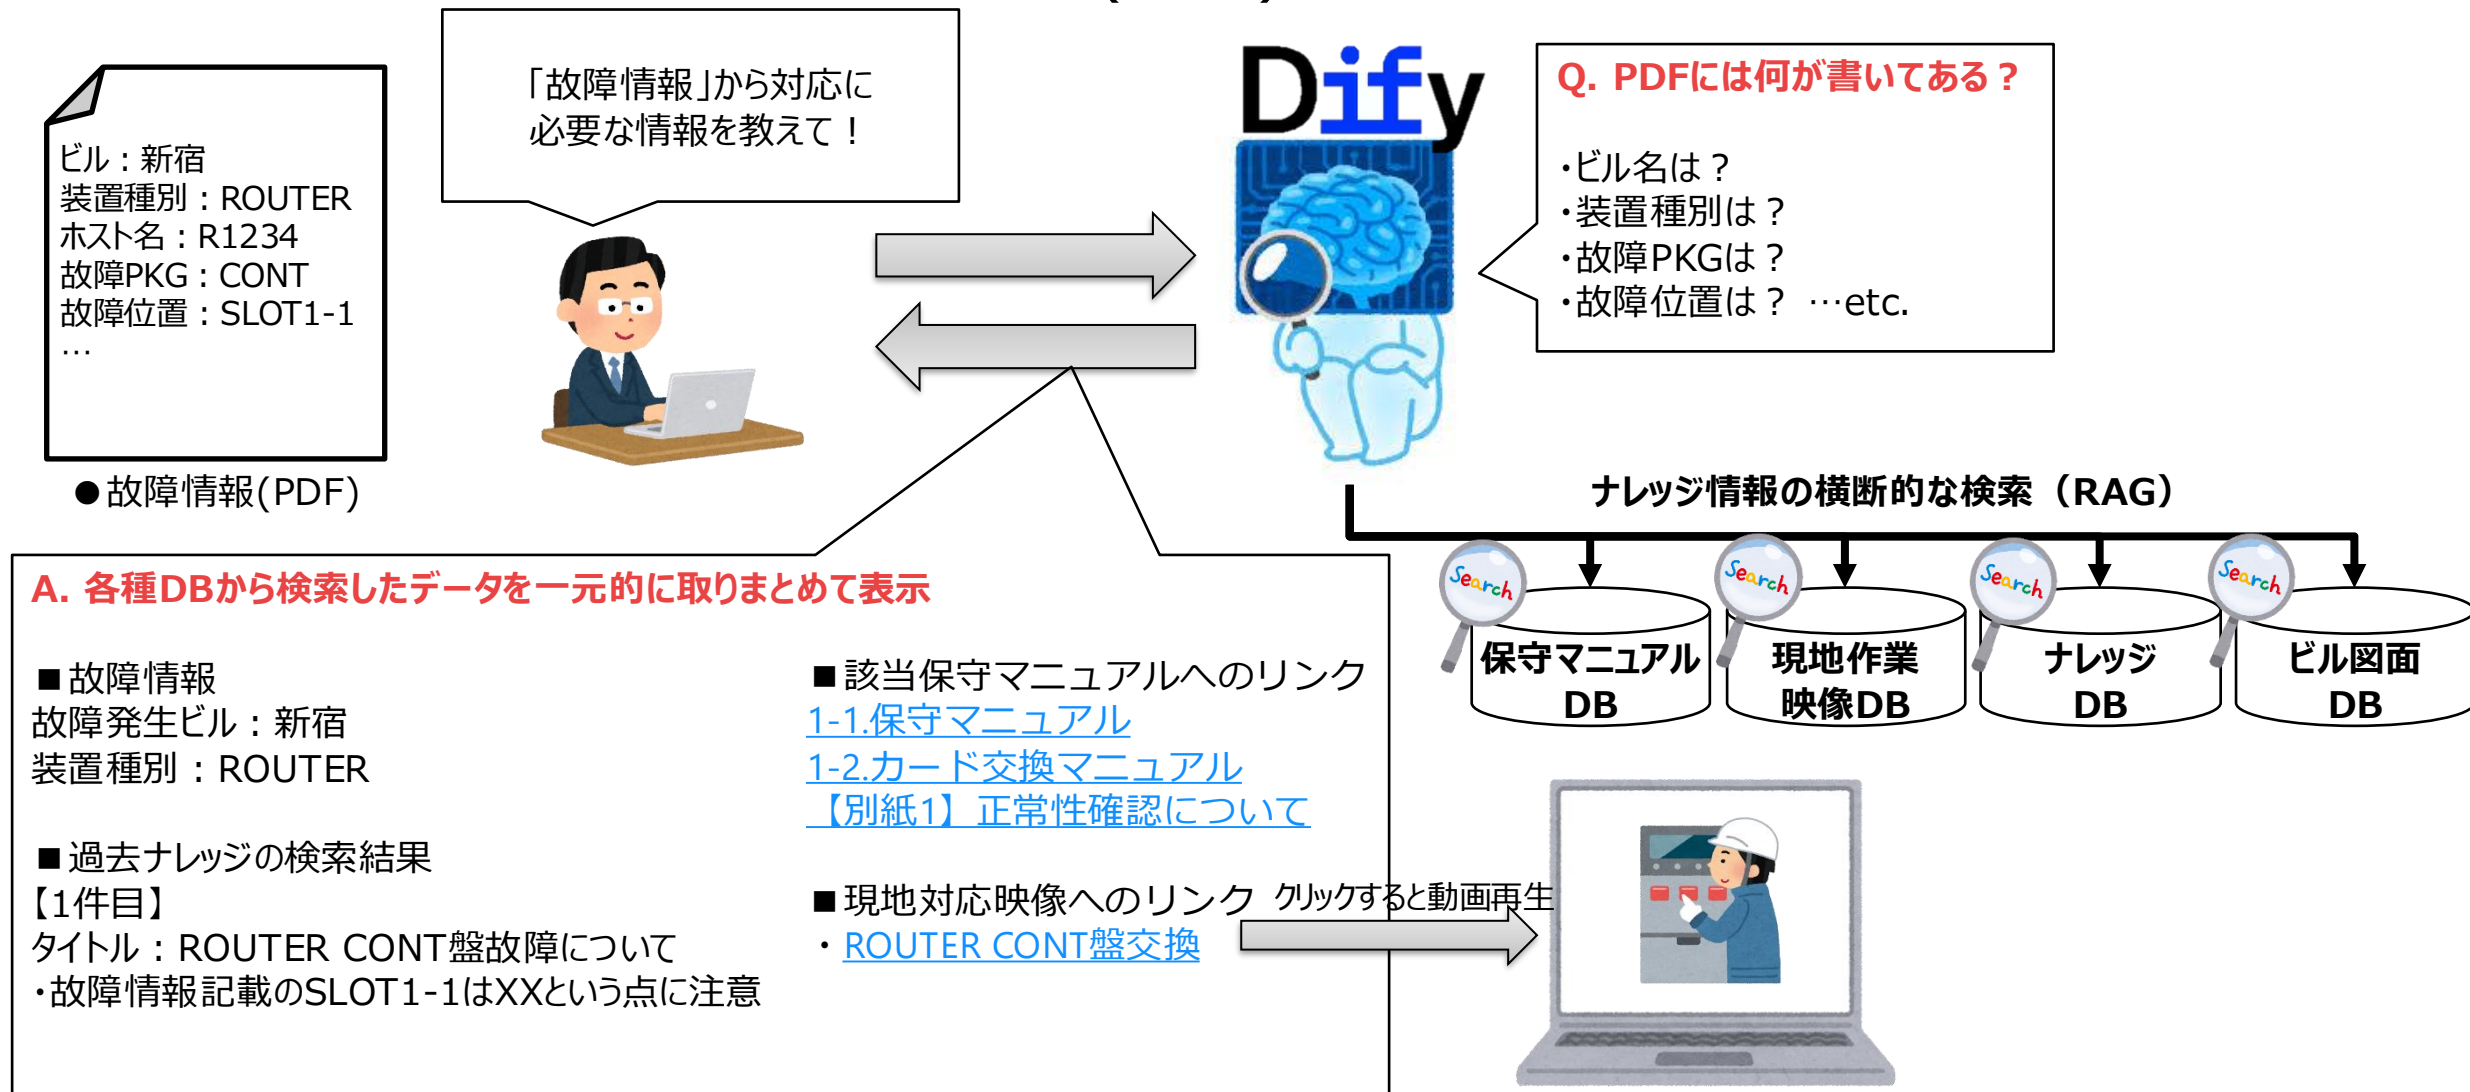 ビル：新宿
装置種別：ROUTER
ホスト名：R1234
故障PKG：CONT
故障位置：SLOT1-1
…
●故障情報(PDF)
「故障情報」から対応に
必要な情報を教えて！
Dify
Q. PDFには何が書いてある？
・ビル名は？
・装置種別は？
・故障PKGは？
・故障位置は？ …etc.
ナレッジ情報の横断的な検索（RAG）
Search
Search
Search
Search
保守マニュアル
DB
現地作業
映像DB
ナレッジ
DB
ビル図面
DB
A. 各種DBから検索したデータを一元的に取りまとめて表示
■故障情報
故障発生ビル：新宿
装置種別：ROUTER
■過去ナレッジの検索結果
【1件目】
タイトル：ROUTER CONT盤故障について
・故障情報記載のSLOT1-1はXXという点に注意
■該当保守マニュアルへのリンク
1-1.保守マニュアル
1-2.カード交換マニュアル
【別紙1】正常性確認について
■現地対応映像へのリンク
・ROUTER CONT盤交換
クリックすると動画再生